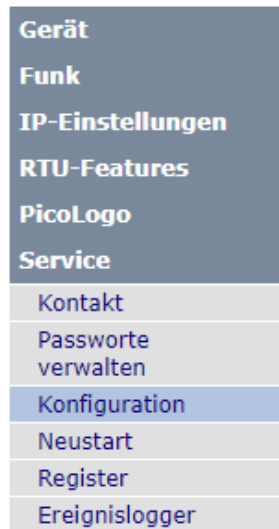 Gerät
Funk
IP-Einstellungen
RTU-Features
PicoLogo
Service
Kontakt
Passworte
verwalten
Konfiguration
Neustart
Register
Ereignislogger